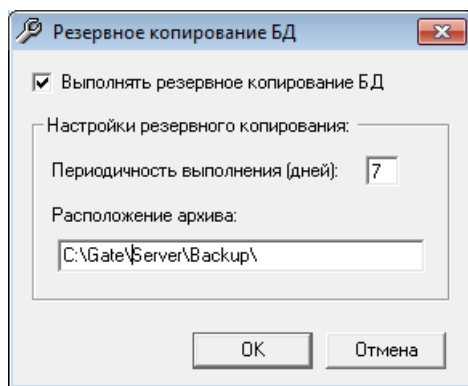 Резервное копирование БД
Выполнять резервное копирование БД
Настройки резервного копирования:
Периодичность выполнения (дней): 7
Расположение архива:
C:\Gate\Server\Backup\
OK Отмена